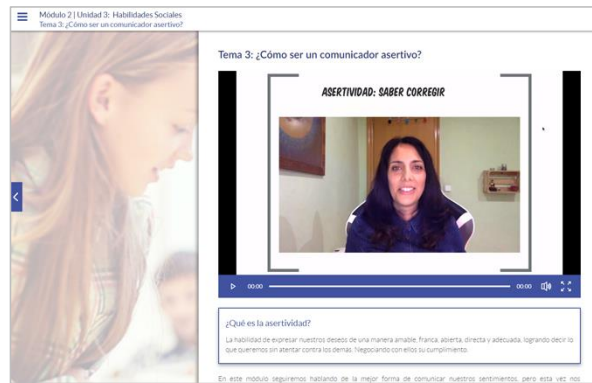 Módulo 2 | Unidad 3: Habilidades Sociales
Tema 3: ¿Cómo ser un comunicador asertivo?
Tema 3: ¿Cómo ser un comunicador asertivo?
ASERTIVIDAD: SABER CORREGIR
00:00 00:00
¿Qué es la asertividad?
La habilidad de expresar nuestros deseos de una manera amable, franca, abierta, directa y adecuada, logrando decir lo
que queremos sin atentar contra los demas. Negociando con ellos su cumplimiento.
En este módulo seguiremos hablando de la mejor forma de comunicar nuestros sentimientos, pero esta vez nos